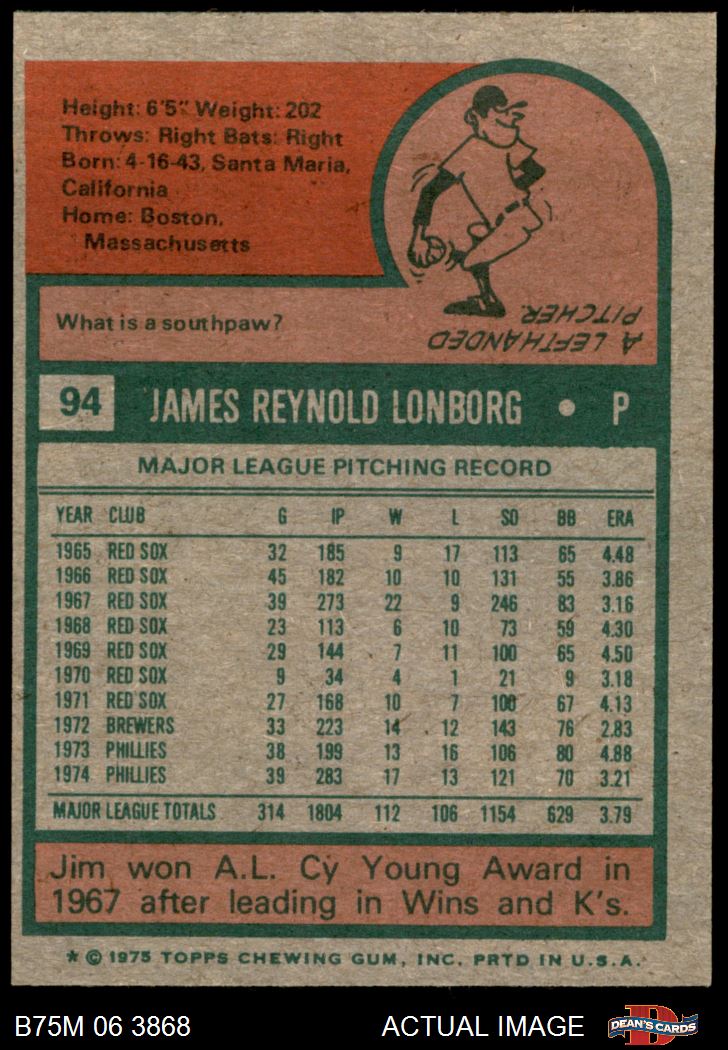 Height: 6'5" Weight: 202
Throws: Right Bats: Right
Born: 4-16-43, Santa Maria,
California
Home: Boston,
Massachusetts
What is a southpaw?
A LEFTHANDED
PITCHER.
94 JAMES REYNOLD LONBORG • P
MAJOR LEAGUE PITCHING RECORD
YEAR CLUB G IP W L SO BB ERA
1965 RED SOX 32 185 9 17 113 65 4.48
1966 RED SOX 45 182 10 10 131 55 3.86
1967 RED SOX 39 273 22 9 246 83 3.16
1968 RED SOX 23 113 6 10 73 59 4.30
1969 RED SOX 29 144 7 11 100 65 4.50
1970 RED SOX 9 34 4 1 21 9 3.18
1971 RED SOX 27 168 10 7 100 67 4.13
1972 BREWERS 33 223 14 12 143 76 2.83
1973 PHILLIES 38 199 13 16 106 80 4.88
1974 PHILLIES 39 283 17 13 121 70 3.21
MAJOR LEAGUE TOTALS 314 1804 112 106 1154 629 3.79
Jim won A.L. Cy Young Award in
1967 after leading in Wins and K's.
* © 1975 TOPPS CHEWING GUM, INC. PRTD IN U.S.A.
B75M 06 3868 ACTUAL IMAGE D DEAN'S CARDS